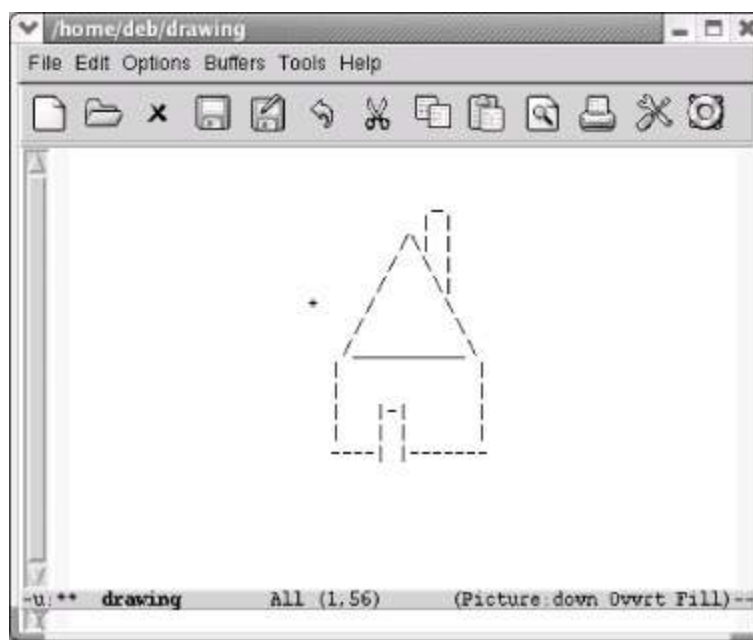 /home/deb/drawing
File Edit Options Buffers Tools Help
-u:** drawing All (1,56) (Picture:down Ovwrt Fill)--